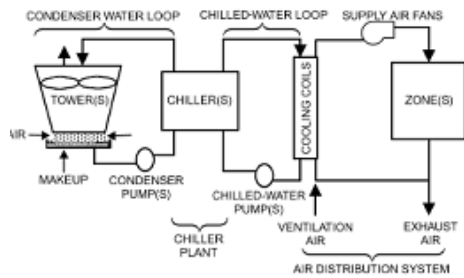 CONDENSER WATER LOOP
CHILLED-WATER LOOP
SUPPLY AIR FANS
TOWER(S)
CHILLER(S)
COOLING COILS
ZONE(S)
AIR
MAKEUP
CONDENSER
PUMP(S)
CHILLED-WATER
PUMP(S)
CHILLER
PLANT
VENTILATION
AIR
EXHAUST
AIR
AIR DISTRIBUTION SYSTEM